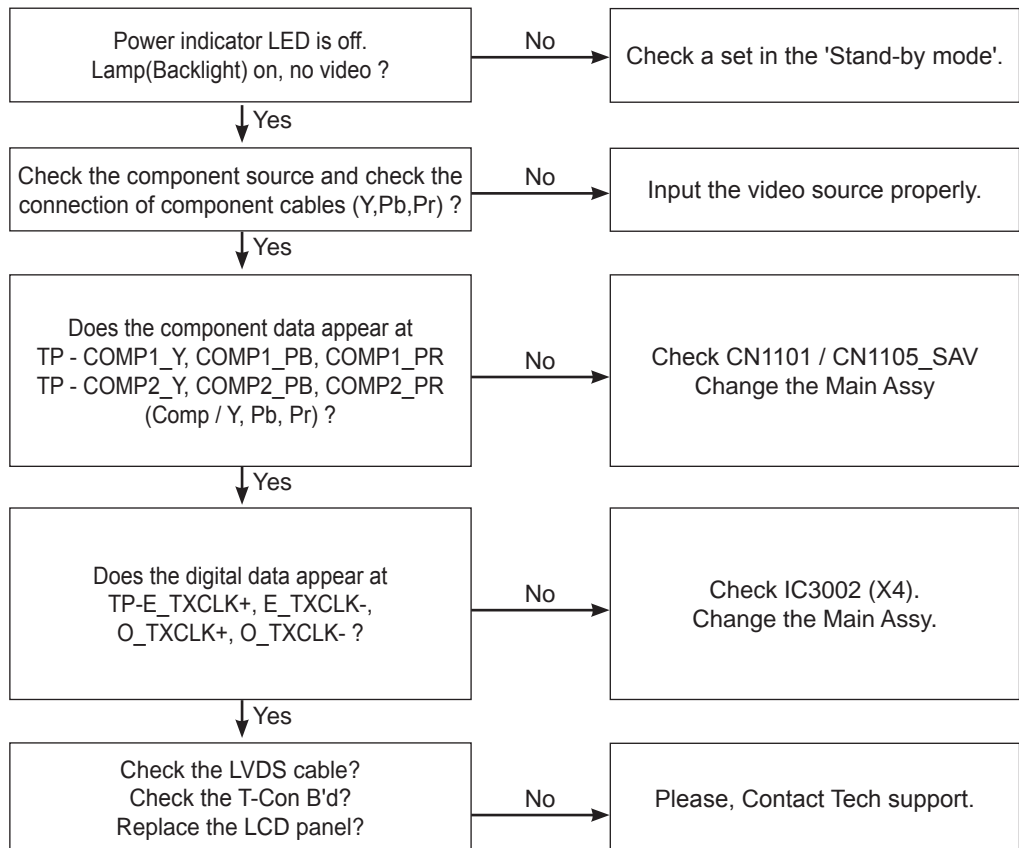 Power indicator LED is off.
Lamp(Backlight) on, no video ?
No
Check a set in the 'Stand-by mode'.
Yes
Check the component source and check the
connection of component cables (Y,Pb,Pr) ?
No
Input the video source properly.
Yes
Does the component data appear at
TP - COMP1_Y, COMP1_PB, COMP1_PR
TP - COMP2_Y, COMP2_PB, COMP2_PR
(Comp / Y, Pb, Pr) ?
No
Check CN1101 / CN1105_SAV
Change the Main Assy
Yes
Does the digital data appear at
TP-E_TXCLK+, E_TXCLK-,
O_TXCLK+, O_TXCLK- ?
No
Check IC3002 (X4).
Change the Main Assy.
Yes
Check the LVDS cable?
Check the T-Con B'd?
Replace the LCD panel?
No
Please, Contact Tech support.